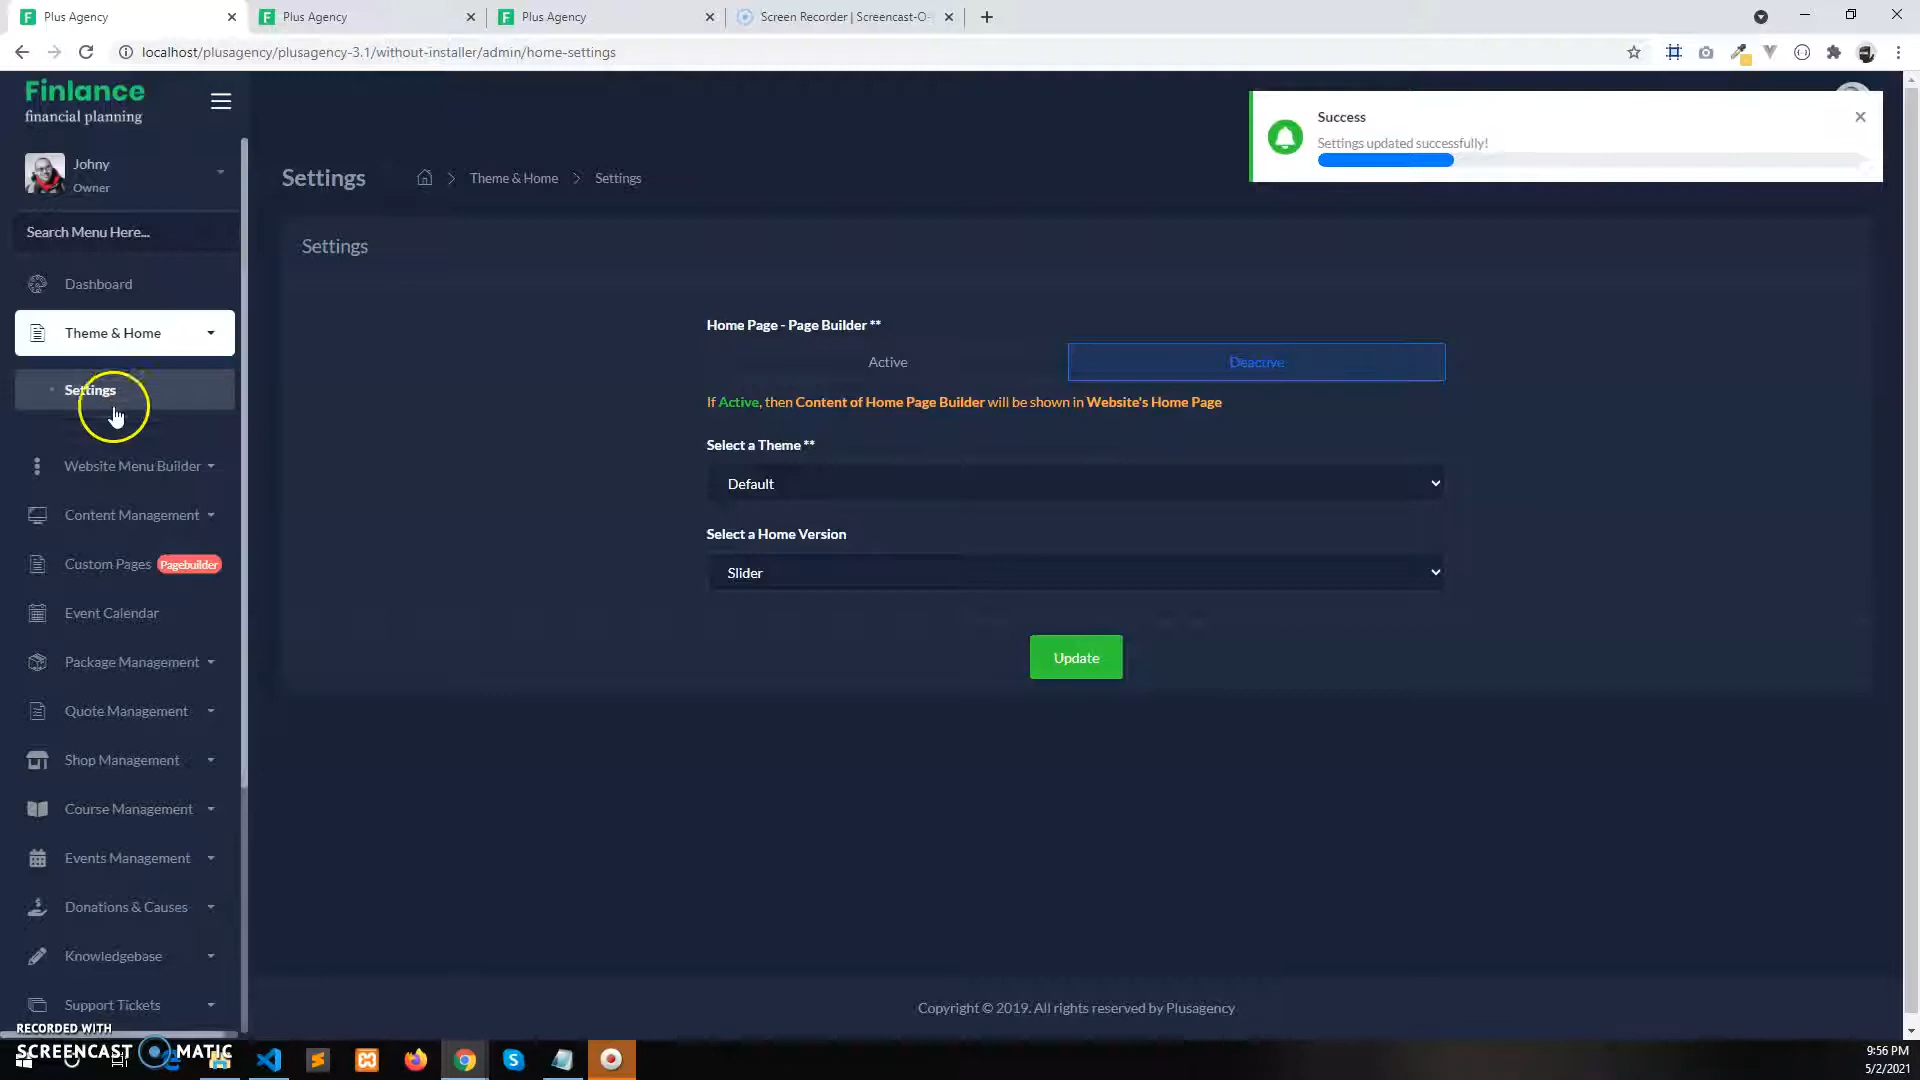 Plus Agency
Plus Agency
Plus Agency
Screen Recorder | Screencast-O-
localhost/plusagency/plusagency-3.1/without-installer/admin/home-settings
Finlance
financial planning
Johny
Owner
Search Menu Here...
Dashboard
Theme & Home
Settings
Website Menu Builder
Content Management
Custom Pages Pagebuilder
Event Calendar
Package Management
Quote Management
Shop Management
Course Management
Events Management
Donations & Causes
Knowledgebase
Support Tickets
Settings
Theme & Home
Settings
Success
Settings updated successfully!
Settings
Home Page - Page Builder **
Active
Deactive
If Active, then Content of Home Page Builder will be shown in Website's Home Page
Select a Theme **
Default
Select a Home Version
Slider
Update
Copyright © 2019. All rights reserved by Plusagency
RECORDED WITH
SCREENCAST MATIC
9:56 PM
5/2/2021